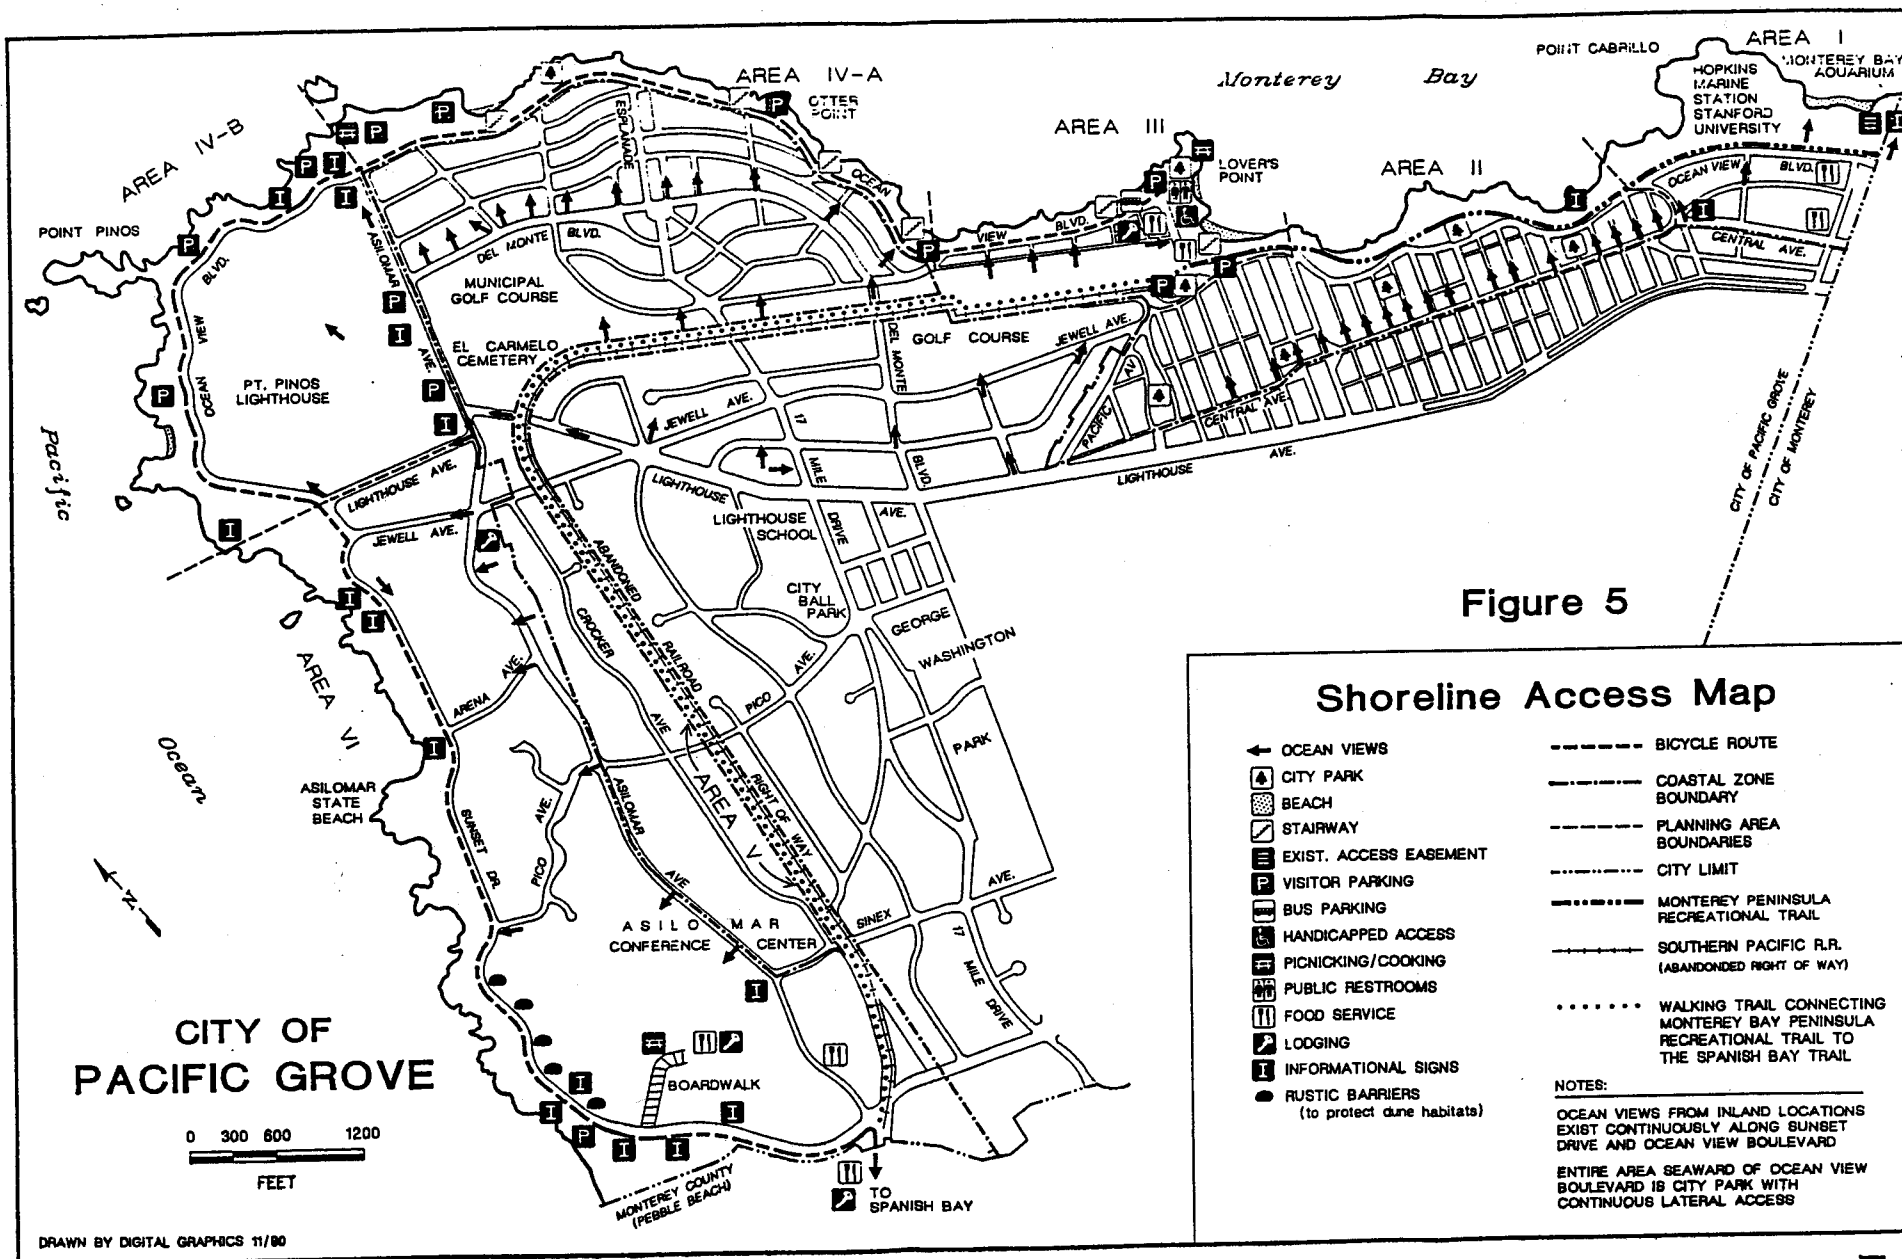 AREA I
POINT CABRILLO
MONTEREY BAY
AQUARIUM
HOPKINS
MARINE
STATION
STANFORD
UNIVERSITY
Monterey Bay
AREA IV-A
OTTER
POINT
AREA III
LOVER'S
POINT
AREA II
AREA IV-B
ESPLANADE
OCEAN
VIEW
BLVD.
OCEAN VIEW
BLVD.
CENTRAL
AVE.
POINT PINOS
OCEAN
VIEW
BLVD.
ASILOMAR
AVE.
DEL MONTE
BLVD.
MUNICIPAL
GOLF COURSE
EL CARMELO
CEMETERY
GOLF COURSE
JEWELL AVE.
DEL MONTE
BLVD.
PT. PINOS
LIGHTHOUSE
JEWELL AVE.
17
MILE
DRIVE
PACIFIC
AV
CENTRAL AVE.
LIGHTHOUSE
AVE.
CITY OF PACIFIC GROVE
CITY OF MONTEREY
Pacific
Ocean
LIGHTHOUSE AVE.
JEWELL AVE.
LIGHTHOUSE
AVE.
LIGHTHOUSE
SCHOOL
CITY
BALL
PARK
GEORGE
WASHINGTON
PARK
ABANDONED
RAILROAD
RIGHT OF WAY
CROCKER
AVE
PICO
AVE.
AREA V
AREA VI
ARENA
AVE.
ASILOMAR
STATE
BEACH
SUNSET
DR.
PICO
AVE.
ASILOMAR
AVE
ASILOMAR
CONFERENCE CENTER
SINEX
AVE.
17
MILE
DRIVE
N
BOARDWALK
MONTEREY COUNTY
(PEBBLE BEACH)
TO
SPANISH BAY
CITY OF
PACIFIC GROVE
0 300 600 1200
FEET
DRAWN BY DIGITAL GRAPHICS 11/90
Figure 5
Shoreline Access Map
OCEAN VIEWS
CITY PARK
BEACH
STAIRWAY
EXIST. ACCESS EASEMENT
P VISITOR PARKING
BUS PARKING
HANDICAPPED ACCESS
PICNICKING/COOKING
PUBLIC RESTROOMS
FOOD SERVICE
LODGING
I INFORMATIONAL SIGNS
RUSTIC BARRIERS
(to protect dune habitats)
BICYCLE ROUTE
COASTAL ZONE
BOUNDARY
PLANNING AREA
BOUNDARIES
CITY LIMIT
MONTEREY PENINSULA
RECREATIONAL TRAIL
SOUTHERN PACIFIC R.R.
(ABANDONDED RIGHT OF WAY)
WALKING TRAIL CONNECTING
MONTEREY BAY PENINSULA
RECREATIONAL TRAIL TO
THE SPANISH BAY TRAIL
NOTES:
OCEAN VIEWS FROM INLAND LOCATIONS
EXIST CONTINUOUSLY ALONG SUNSET
DRIVE AND OCEAN VIEW BOULEVARD
ENTIRE AREA SEAWARD OF OCEAN VIEW
BOULEVARD IS CITY PARK WITH
CONTINUOUS LATERAL ACCESS